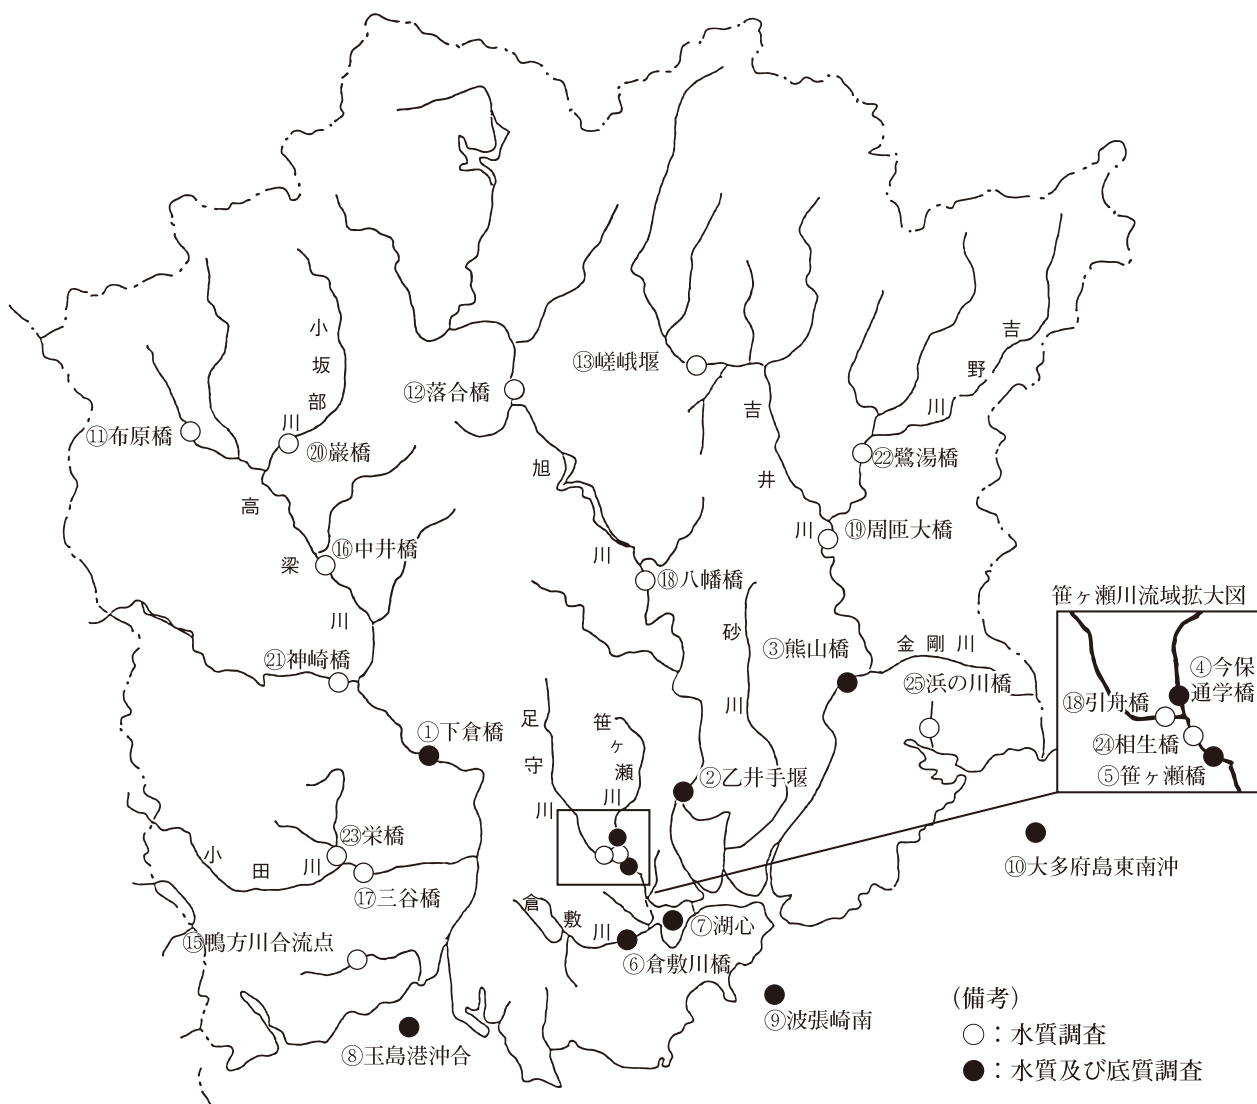 小坂部川
⑬嵯峨堰
⑫落合橋
吉野川
⑪布原橋
⑳巌橋
吉井川
㉒鷺湯橋
高梁川
旭川
⑯中井橋
⑲周匝大橋
⑱八幡橋
笹ヶ瀬川流域拡大図
砂川
③熊山橋
金剛川
㉑神崎橋
㉕浜の川橋
④今保
通学橋
⑱引舟橋
㉔相生橋
⑤笹ヶ瀬橋
①下倉橋
足守川
笹ヶ瀬川
②乙井手堰
㉓栄橋
小田川
⑰三谷橋
⑩大多府島東南沖
倉敷川
⑦湖心
⑮鴨方川合流点
⑥倉敷川橋
⑨波張崎南
⑧玉島港沖合
(備考)
○:水質調査
●:水質及び底質調査